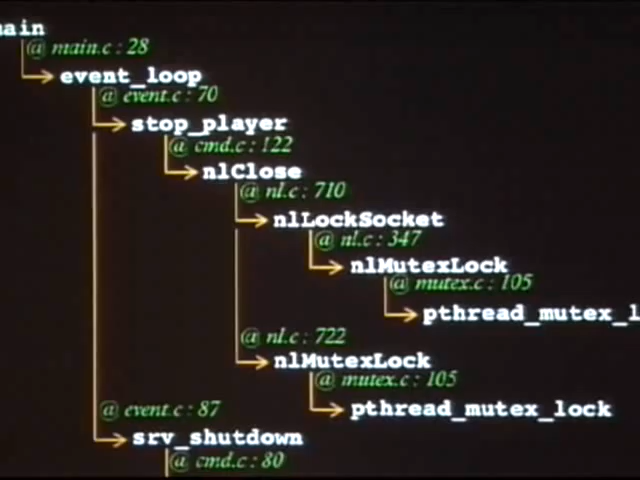 main
@ main.c : 28
event_loop
@ event.c : 70
stop_player
@ cmd.c : 122
nlClose
@ nl.c : 710
nlLockSocket
@ nl.c : 347
nlMutexLock
@ mutex.c : 105
pthread_mutex_l
@ nl.c : 722
nlMutexLock
@ mutex.c : 105
pthread_mutex_lock
@ event.c : 87
srv_shutdown
@ cmd.c : 80